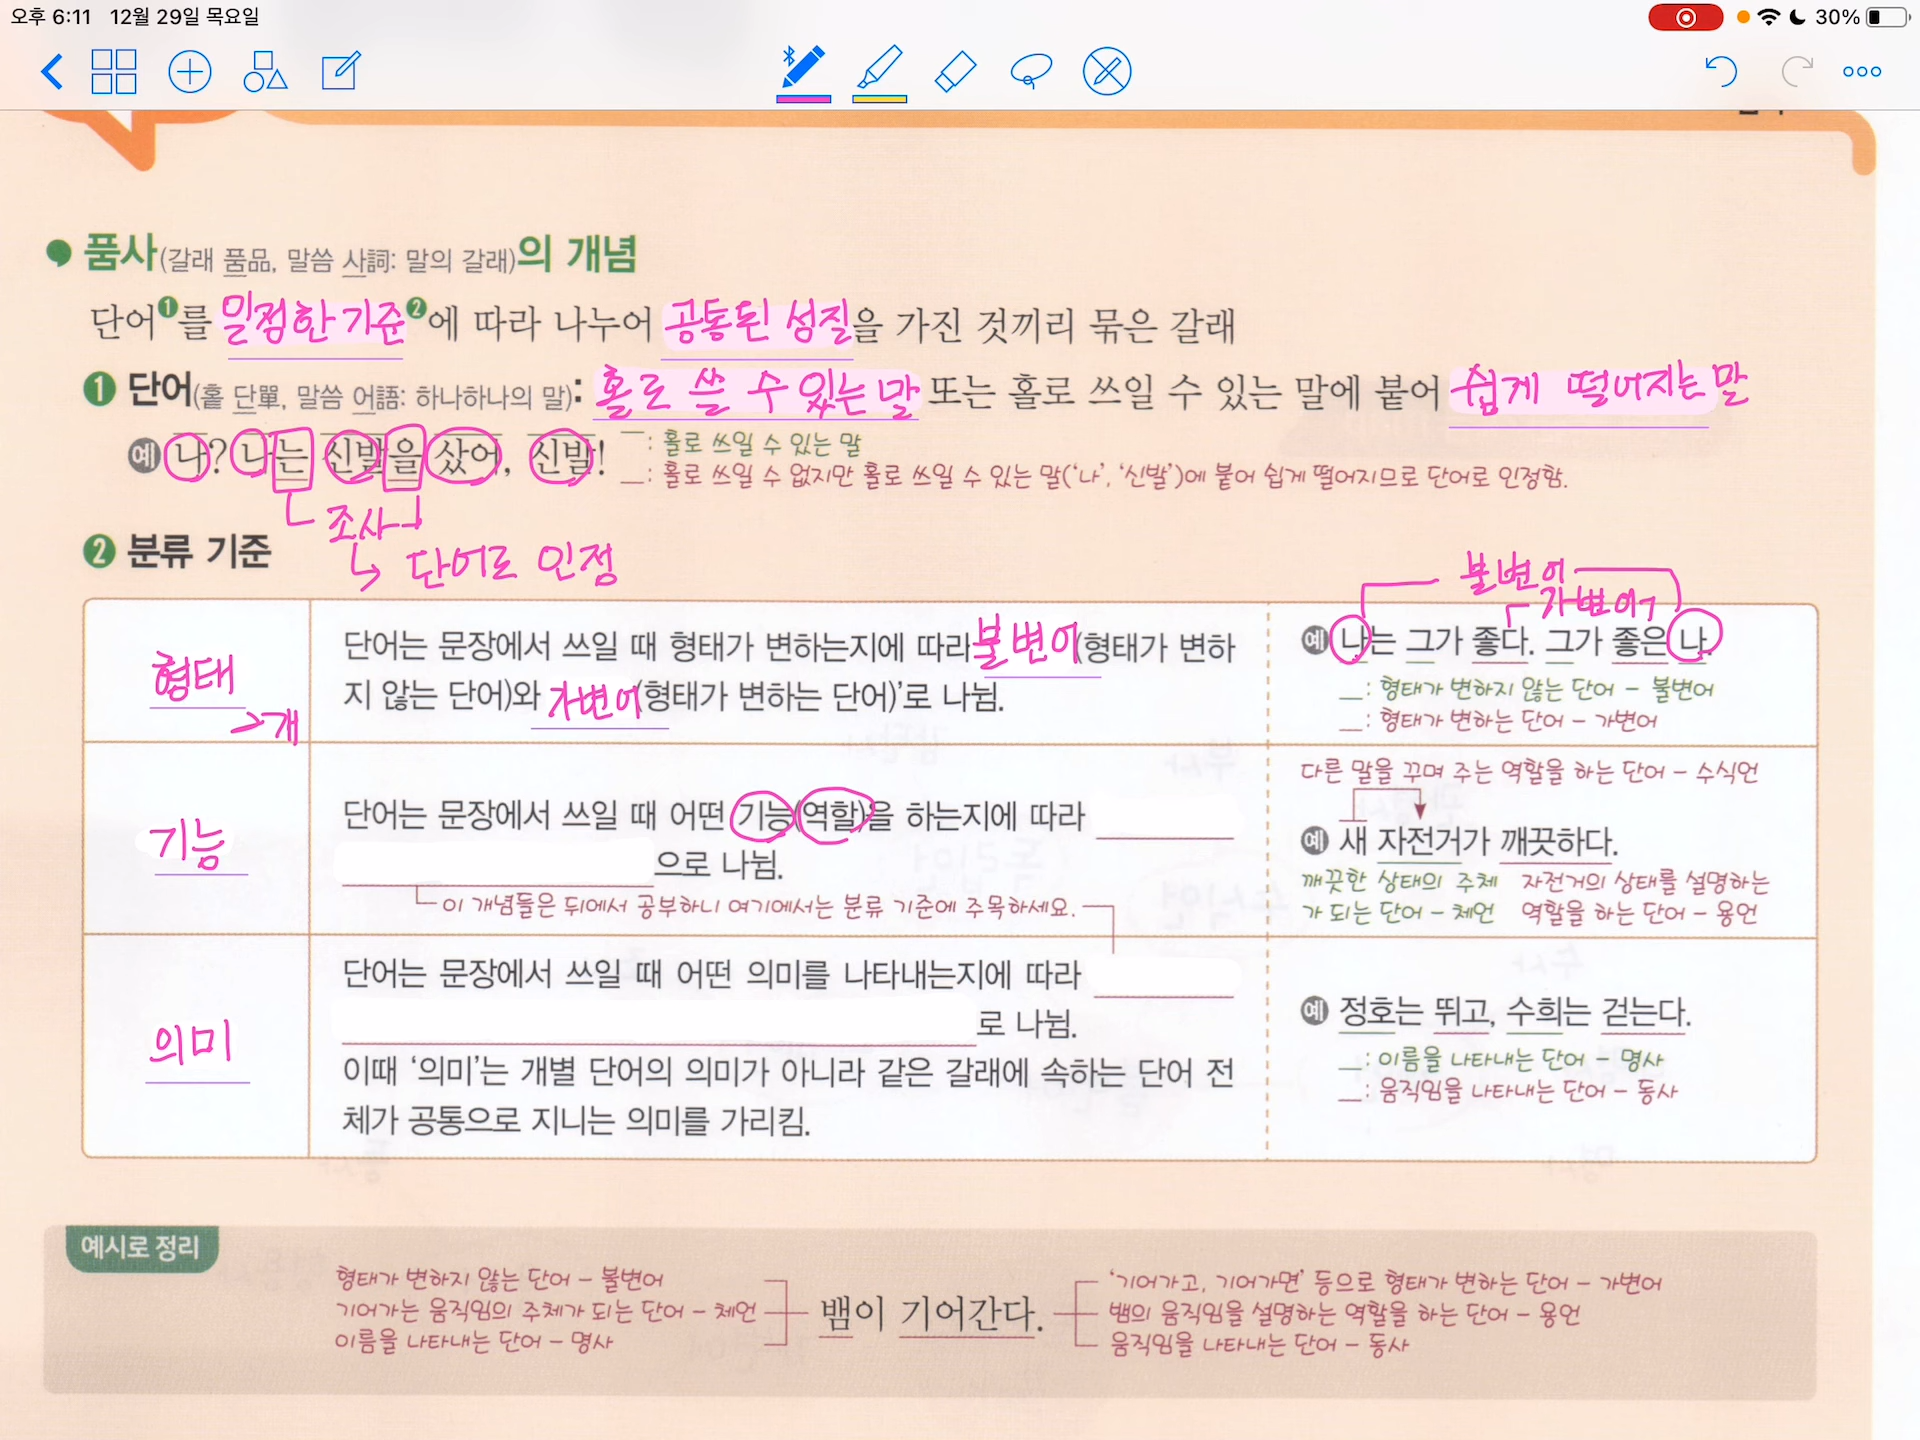 오후 6:11 12월 29일 목요일
30%
품사(갈래 품品, 말씀 사詞: 말의 갈래)의 개념
단어❶를 일정한 기준❷에 따라 나누어 공통된 성질을 가진 것끼리 묶은 갈래
❶ 단어(홀 단單, 말씀 어語: 하나하나의 말): 홀로 쓸 수 있는 말 또는 홀로 쓰일 수 있는 말에 붙어 쉽게 떨어지는 말
예 나? 나는 신발을 샀어, 신발!
: 홀로 쓰일 수 있는 말
: 홀로 쓰일 수 없지만 홀로 쓰일 수 있는 말('나', '신발')에 붙어 쉽게 떨어지므로 단어로 인정함.
조사
↳ 단어로 인정
❷ 분류 기준
형태
2개
단어는 문장에서 쓰일 때 형태가 변하는지에 따라 불변어(형태가 변하
지 않는 단어)와 가변어(형태가 변하는 단어)'로 나뉨.
불변어
가변어
예 나는 그가 좋다. 그가 좋은 나.
: 형태가 변하지 않는 단어 – 불변어
: 형태가 변하는 단어 – 가변어
기능
단어는 문장에서 쓰일 때 어떤 기능(역할)을 하는지에 따라
으로 나뉨.
이 개념들은 뒤에서 공부하니 여기에서는 분류 기준에 주목하세요.
다른 말을 꾸며 주는 역할을 하는 단어 – 수식언
예 새 자전거가 깨끗하다.
깨끗한 상태의 주체
가 되는 단어 – 체언
자전거의 상태를 설명하는
역할을 하는 단어 – 용언
의미
단어는 문장에서 쓰일 때 어떤 의미를 나타내는지에 따라
로 나뉨.
이때 '의미'는 개별 단어의 의미가 아니라 같은 갈래에 속하는 단어 전
체가 공통으로 지니는 의미를 가리킴.
예 정호는 뛰고, 수희는 걷는다.
: 이름을 나타내는 단어 – 명사
: 움직임을 나타내는 단어 – 동사
예시로 정리
형태가 변하지 않는 단어 – 불변어
기어가는 움직임의 주체가 되는 단어 – 체언
이름을 나타내는 단어 – 명사
뱀이 기어간다.
'기어가고, 기어가면' 등으로 형태가 변하는 단어 – 가변어
뱀의 움직임을 설명하는 역할을 하는 단어 – 용언
움직임을 나타내는 단어 – 동사